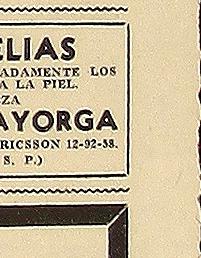 ELIAS
ADAMENTE LOS
A LA PIEL.
ZA
AYORGA
RICSSON 12-92-38.
S. P.)